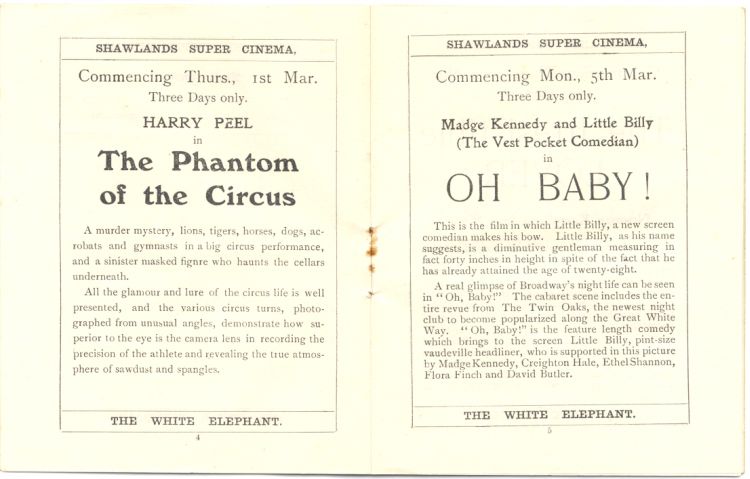 SHAWLANDS SUPER CINEMA,
Commencing Thurs., 1st Mar.
Three Days only.
HARRY PEEL
in
The Phantom
of the Circus
A murder mystery, lions, tigers, horses, dogs, ac-
robats and gymnasts in a big circus performance,
and a sinister masked fignre who haunts the cellars
underneath.
All the glamour and lure of the circus life is well
presented, and the various circus turns, photo-
graphed from unusual angles, demonstrate how su-
perior to the eye is the camera lens in recording the
precision of the athlete and revealing the true atmos-
phere of sawdust and spangles.
THE WHITE ELEPHANT.
4
SHAWLANDS SUPER CINEMA,
Commencing Mon., 5th Mar.
Three Days only.
Madge Kennedy and Little Billy
(The Vest Pocket Comedian)
in
OH BABY!
This is the film in which Little Billy, a new screen
comedian makes his bow. Little Billy, as his name
suggests, is a diminutive gentleman measuring in
fact forty inches in height in spite of the fact that he
has already attained the age of twenty-eight.
A real glimpse of Broadway's night life can be seen
in "Oh, Baby!" The cabaret scene includes the en-
tire revue from The Twin Oaks, the newest night
club to become popularized along the Great White
Way. "Oh, Baby!" is the feature length comedy
which brings to the screen Little Billy, pint-size
vaudeville headliner, who is supported in this picture
by Madge Kennedy, Creighton Hale, Ethel Shannon,
Flora Finch and David Butler.
THE WHITE ELEPHANT.
5